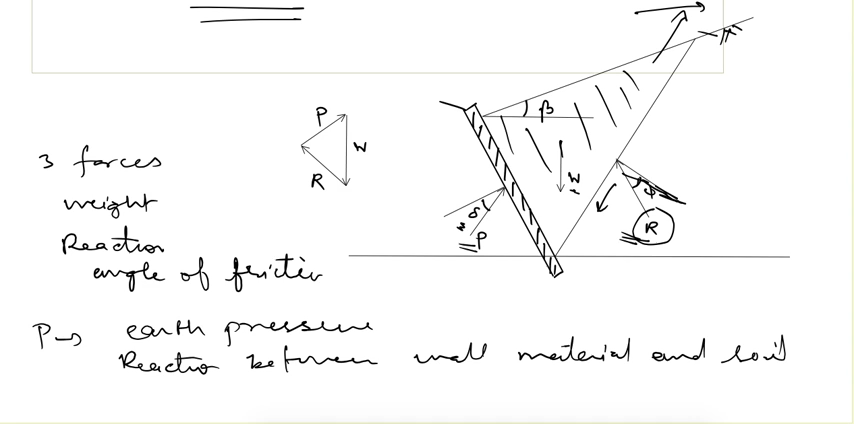 β
P
W
R
3 forces
weight
W
φ
δ
P
R
Reaction
angle of friction
P→ earth pressure
Reaction between wall material and soil